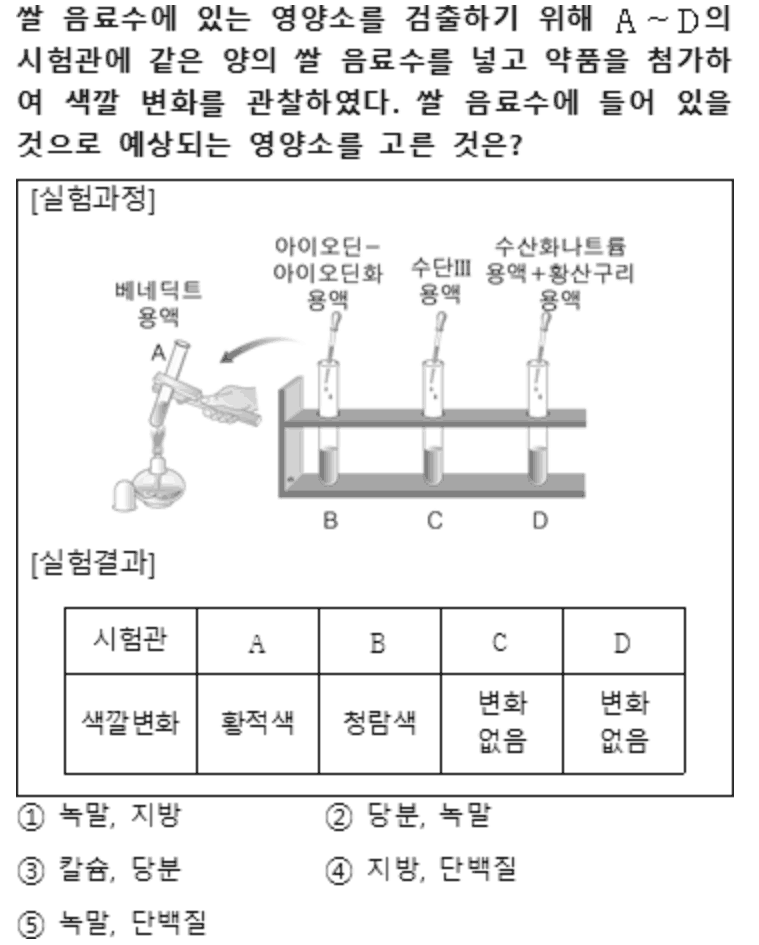 쌀 음료수에 있는 영양소를 검출하기 위해 A ~ D의
시험관에 같은 양의 쌀 음료수를 넣고 약품을 첨가하
여 색깔 변화를 관찰하였다. 쌀 음료수에 들어 있을
것으로 예상되는 영양소를 고른 것은?
[실험과정]
베네딕트
용액
아이오딘−
아이오딘화
용액
수단Ⅲ
용액
수산화나트륨
용액+황산구리
용액
A
B C D
[실험결과]
시험관 A B C D
색깔변화 황적색 청람색 변화 없음 변화 없음
① 녹말, 지방 ② 당분, 녹말
③ 칼슘, 당분 ④ 지방, 단백질
⑤ 녹말, 단백질